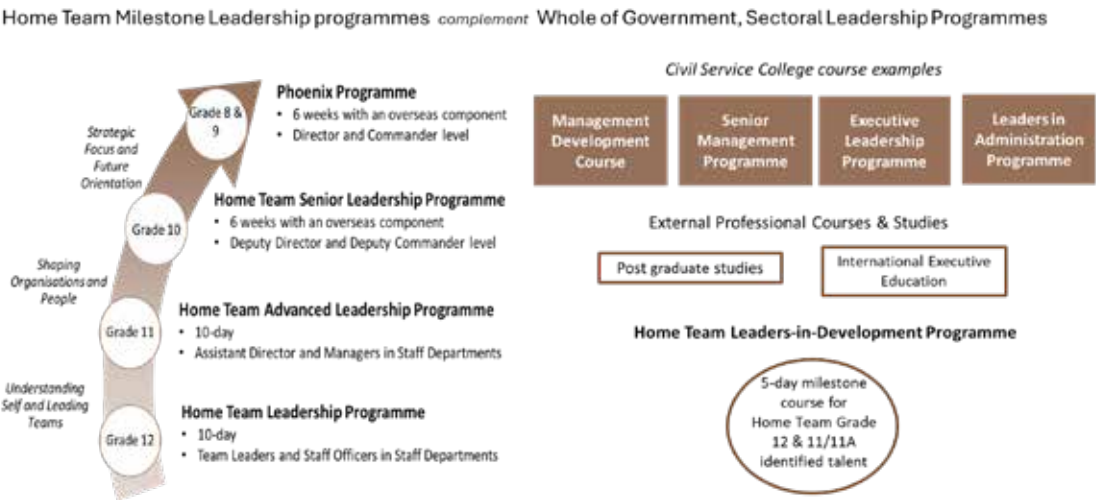 Home Team Milestone Leadership programmes complement Whole of Government, Sectoral Leadership Programmes
Grade 8 &
9
Strategic
Focus and
Future
Orientation
Phoenix Programme
• 6 weeks with an overseas component
• Director and Commander level
Grade 10
Home Team Senior Leadership Programme
• 6 weeks with an overseas component
• Deputy Director and Deputy Commander level
Shaping
Organisations and
People
Grade 11
Home Team Advanced Leadership Programme
• 10-day
• Assistant Director and Managers in Staff Departments
Understanding
Self and Leading
Teams
Grade 12
Home Team Leadership Programme
• 10-day
• Team Leaders and Staff Officers in Staff Departments
Civil Service College course examples
Management
Development
Course
Senior
Management
Programme
Executive
Leadership
Programme
Leaders in
Administration
Programme
External Professional Courses & Studies
Post graduate studies
International Executive
Education
Home Team Leaders-in-Development Programme
5-day milestone
course for
Home Team Grade
12 & 11/11A
identified talent